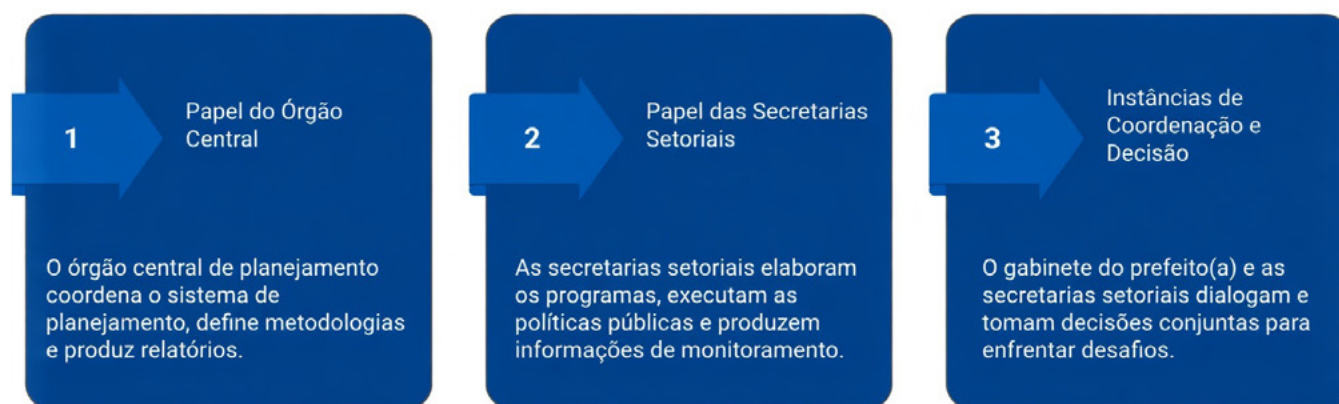 1
Papel do Órgão
Central
O órgão central de planejamento
coordena o sistema de
planejamento, define metodologias
e produz relatórios.
2
Papel das Secretarias
Setoriais
As secretarias setoriais elaboram
os programas, executam as
políticas públicas e produzem
informações de monitoramento.
3
Instâncias de
Coordenação e
Decisão
O gabinete do prefeito(a) e as
secretarias setoriais dialogam e
tomam decisões conjuntas para
enfrentar desafios.